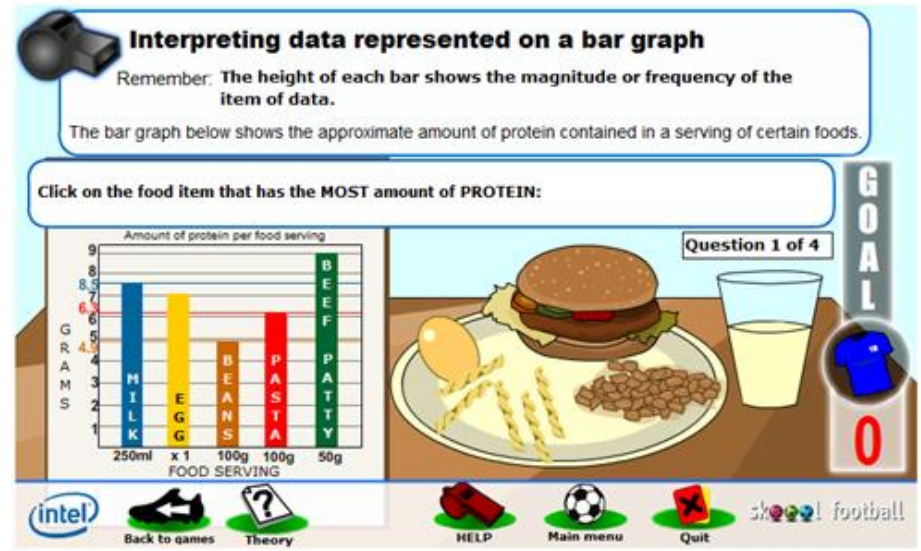 Interpreting data represented on a bar graph
Remember: The height of each bar shows the magnitude or frequency of the
item of data.
The bar graph below shows the approximate amount of protein contained in a serving of certain foods.
Click on the food item that has the MOST amount of PROTEIN:
GOAL
0
Question 1 of 4
Amount of protein per food serving
GRAMS
9
8
8.5
7
6.3
6
5
4.9
4
3
2
1
MILK
EGG
BEANS
PASTA
BEEF PATTY
250ml x 1 100g 100g 50g
FOOD SERVING
intel
Back to games Theory HELP Main menu Quit
skoool football